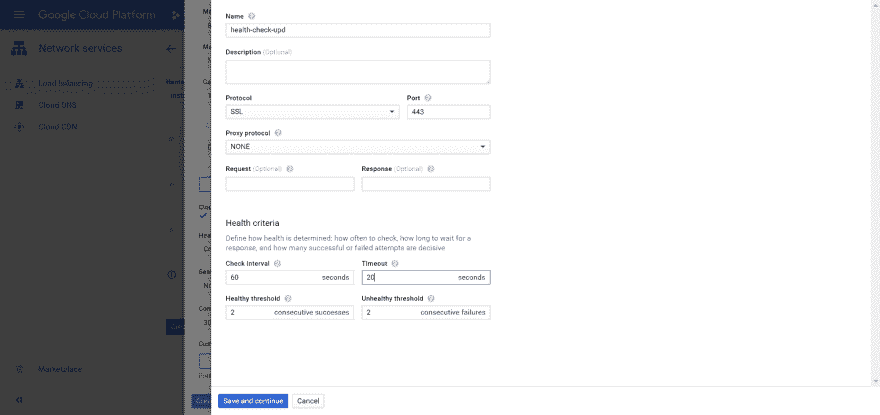 Google Cloud Platform
Network services
Load balancing
Cloud DNS
Cloud CDN
Marketplace
Name
health-check-upd
Description (Optional)
Protocol
Port
SSL
443
Proxy protocol
NONE
Request (Optional)
Response (Optional)
Health criteria
Define how health is determined: how often to check, how long to wait for a
response, and how many successful or failed attempts are decisive
Check interval
Timeout
60 seconds
20 seconds
Healthy threshold
Unhealthy threshold
2 consecutive successes
2 consecutive failures
Save and continue
Cancel